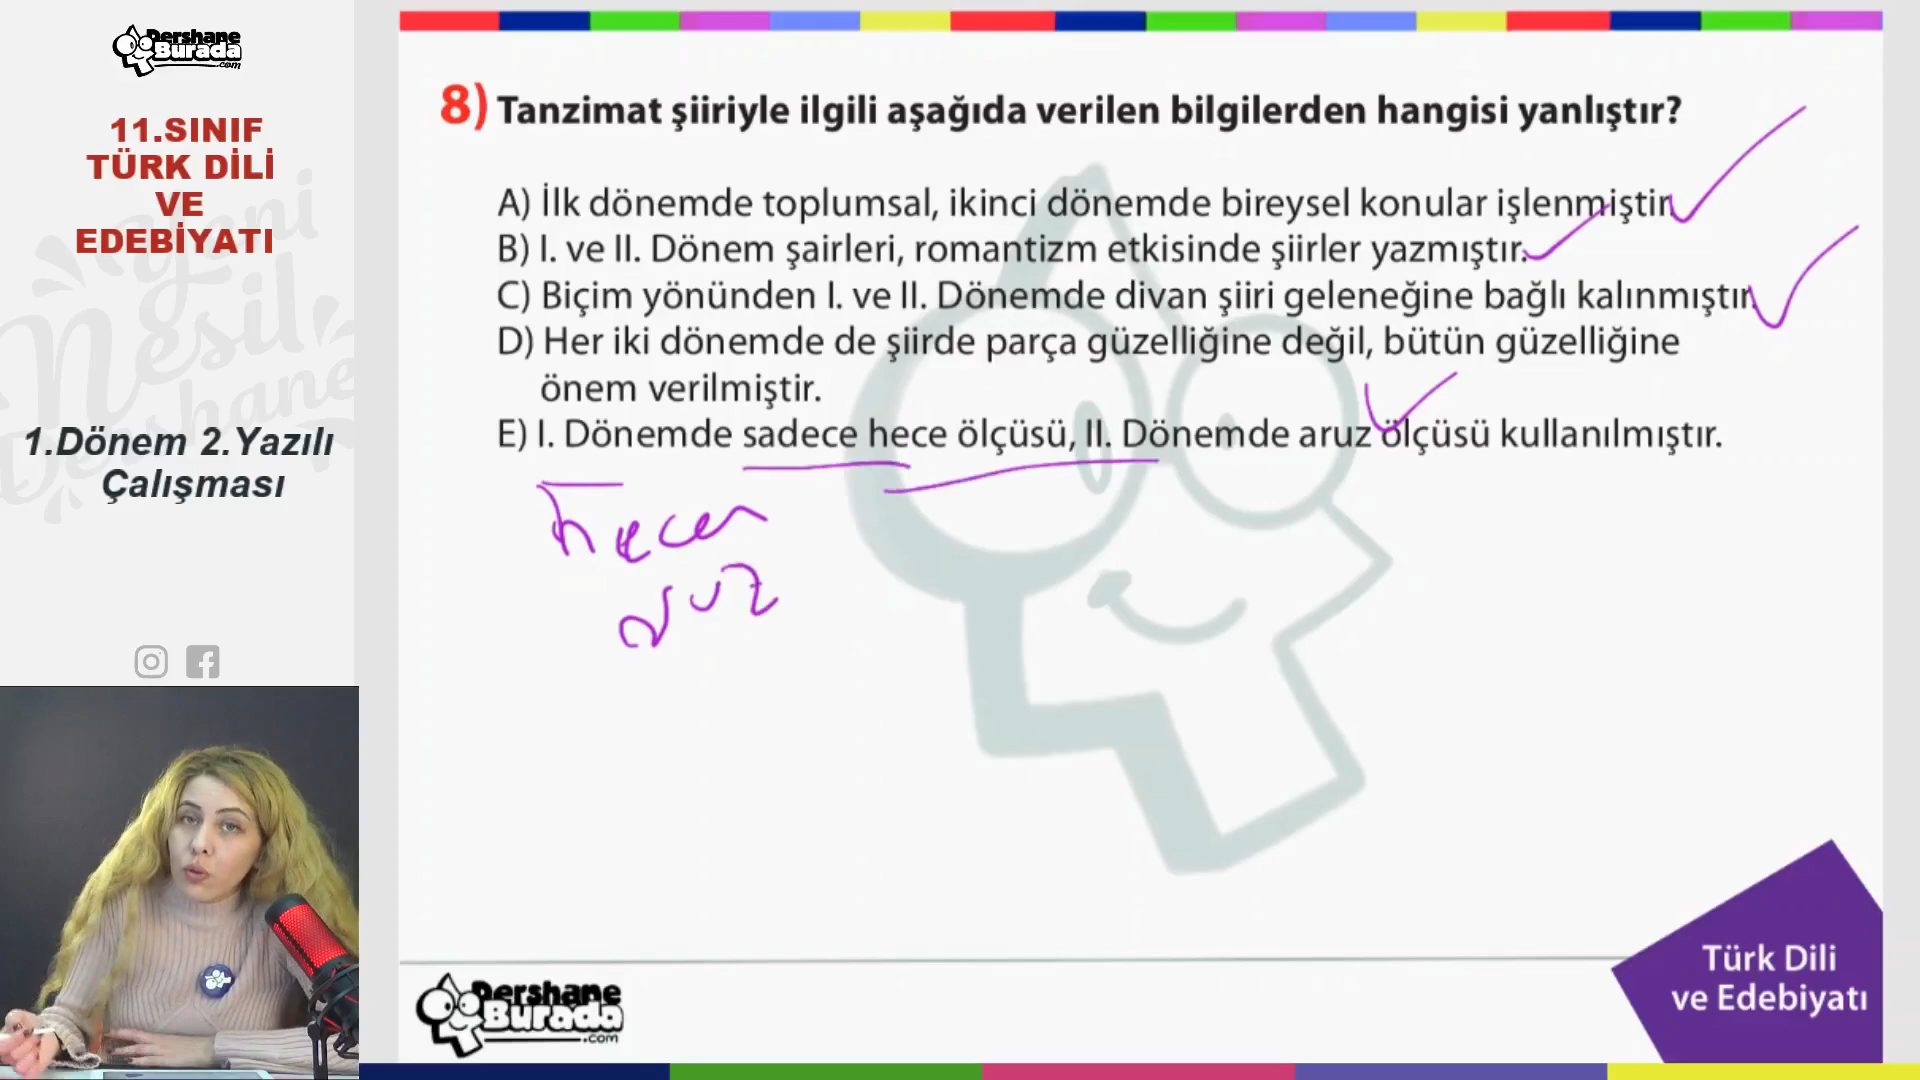 Dershane
Burada
.com
11.SINIF
TÜRK DİLİ
VE
EDEBİYATI
Yeni
Nesil
Dershane
1.Dönem 2.Yazılı
Çalışması
8) Tanzimat şiiriyle ilgili aşağıda verilen bilgilerden hangisi yanlıştır?
A) İlk dönemde toplumsal, ikinci dönemde bireysel konular işlenmiştir.
B) I. ve II. Dönem şairleri, romantizm etkisinde şiirler yazmıştır.
C) Biçim yönünden I. ve II. Dönemde divan şiiri geleneğine bağlı kalınmıştır.
D) Her iki dönemde de şiirde parça güzelliğine değil, bütün güzelliğine
önem verilmiştir.
E) I. Dönemde sadece hece ölçüsü, II. Dönemde aruz ölçüsü kullanılmıştır.
Dershane
Burada
.com
Türk Dili
ve Edebiyatı